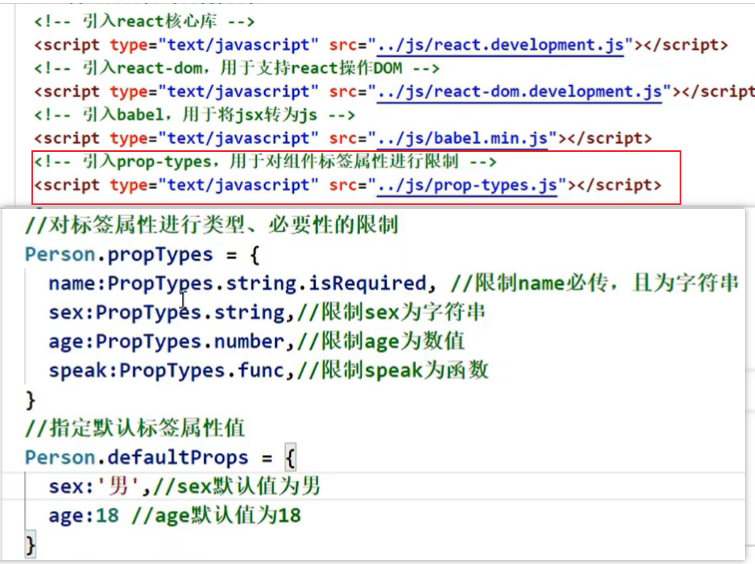 <!-- 引入react核心库 -->
<script type="text/javascript" src="../js/react.development.js"></script>
<!-- 引入react-dom，用于支持react操作DOM -->
<script type="text/javascript" src="../js/react-dom.development.js"></script
<!-- 引入babel，用于将jsx转为js -->
<script type="text/javascript" src="../js/babel.min.js"></script>
<!-- 引入prop-types，用于对组件标签属性进行限制 -->
<script type="text/javascript" src="../js/prop-types.js"></script>
//对标签属性进行类型、必要性的限制
Person.propTypes = {
name:PropTypes.string.isRequired, //限制name必传，且为字符串
sex:PropTypes.string,//限制sex为字符串
age:PropTypes.number,//限制age为数值
speak:PropTypes.func,//限制speak为函数
}
//指定默认标签属性值
Person.defaultProps = {
sex:'男',//sex默认值为男
age:18 //age默认值为18
}